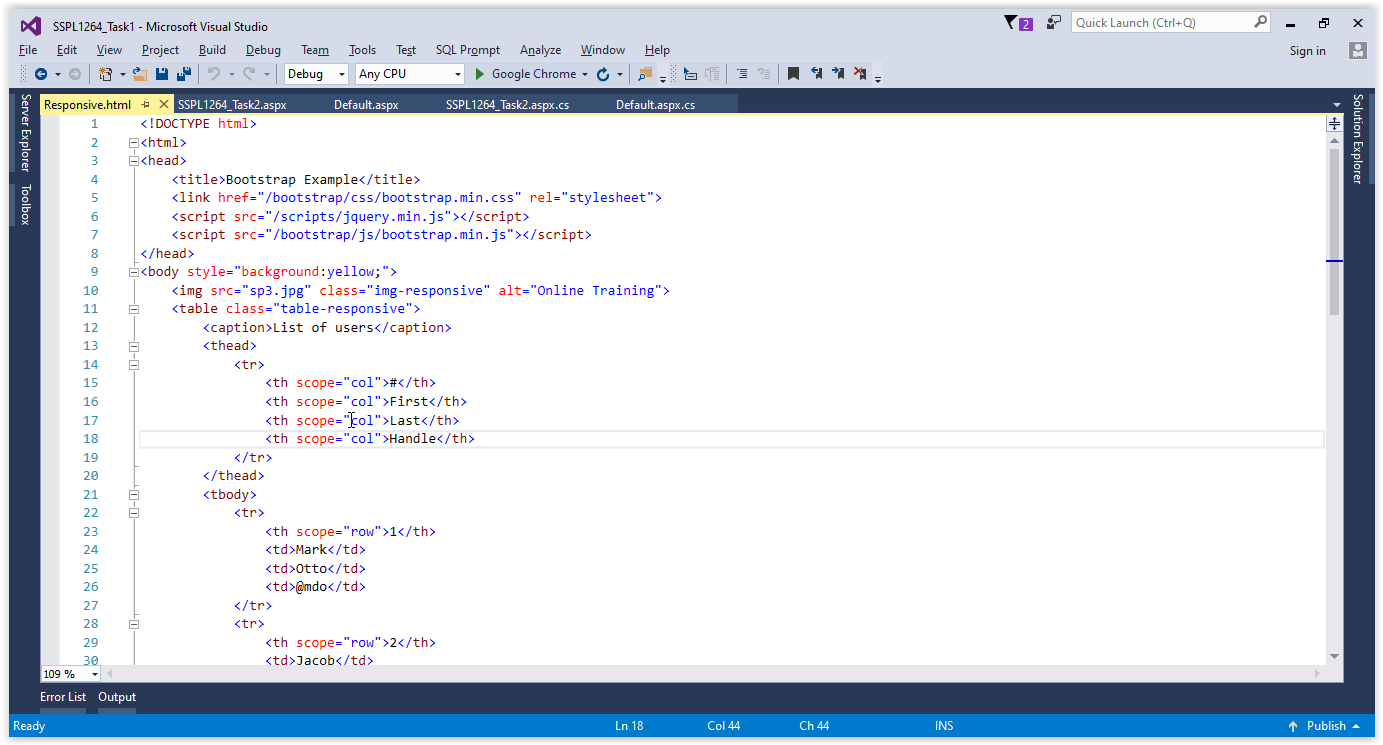 SSPL1264_Task1 - Microsoft Visual Studio
2
Quick Launch (Ctrl+Q)
File Edit View Project Build Debug Team Tools Test SQL Prompt Analyze Window Help
Sign in
Debug Any CPU Google Chrome
Server Explorer
Toolbox
Solution Explorer
Responsive.html SSPL1264_Task2.aspx Default.aspx SSPL1264_Task2.aspx.cs Default.aspx.cs
1 <!DOCTYPE html>
2 <html>
3 <head>
4 <title>Bootstrap Example</title>
5 <link href="/bootstrap/css/bootstrap.min.css" rel="stylesheet">
6 <script src="/scripts/jquery.min.js"></script>
7 <script src="/bootstrap/js/bootstrap.min.js"></script>
8 </head>
9 <body style="background:yellow;">
10 <img src="sp3.jpg" class="img-responsive" alt="Online Training">
11 <table class="table-responsive">
12 <caption>List of users</caption>
13 <thead>
14 <tr>
15 <th scope="col">#</th>
16 <th scope="col">First</th>
17 <th scope="col">Last</th>
18 <th scope="col">Handle</th>
19 </tr>
20 </thead>
21 <tbody>
22 <tr>
23 <th scope="row">1</th>
24 <td>Mark</td>
25 <td>Otto</td>
26 <td>@mdo</td>
27 </tr>
28 <tr>
29 <th scope="row">2</th>
30 <td>Jacob</td>
109 %
Error List Output
Ready Ln 18 Col 44 Ch 44 INS Publish